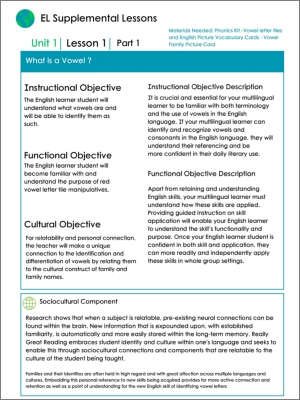 EL Supplemental Lessons
Materials Needed: Phonics Kit -Vowel letter tiles
and English Picture Vocabulary Cards - Vowel
Family Picture Card
Unit 1 Lesson 1 Part 1
What is a Vowel ?
Instructional Objective
The English learner student will
understand what vowels are and
will be able to identify them as
such.
Functional Objective
The English learner student will
become familiar with and
understand the purpose of red
vowel letter tile manipulatives.
Cultural Objective
For relatability and personal connection,
the teacher will make a unique
connection to the identification and
differentiation of vowels by relating them
to the cultural construct of family and
family names.
Instructional Objective Description
It is crucial and essential for your multilingual
learner to be familiar with both terminology
and the use of vowels in the English
language. If your multilingual learner can
identify and recognize vowels and
consonants in the English language, they will
understand their referencing and be
more confident in their daily literary use.
Functional Objective Description
Apart from retaining and understanding
English skills, your multilingual learner must
understand how these skills are applied.
Providing guided instruction on skill
application will enable your English learner
to understand the skill's functionality and
purpose. Once your English learner student is
confident in both skill and application, they
can more readily and independently apply
these skills in whole group settings.
Sociocultural Component
Research shows that when a subject is relatable, pre-existing neural connections can be
found within the brain. New information that is expounded upon, with established
familiarity, is automatically and more easily stored within the long-term memory. Really
Great Reading embraces student identity and culture within one's language and seeks to
enable this through sociocultural connections and components that are relatable to the
culture of the student being taught.
Families and their identities are often held in high regard and with great affection across multiple languages and
cultures. Embedding this personal reference to new skills being acquired provides for more active connection and
retention as well as a point of understanding for the new English skill of identifying vowel letters.